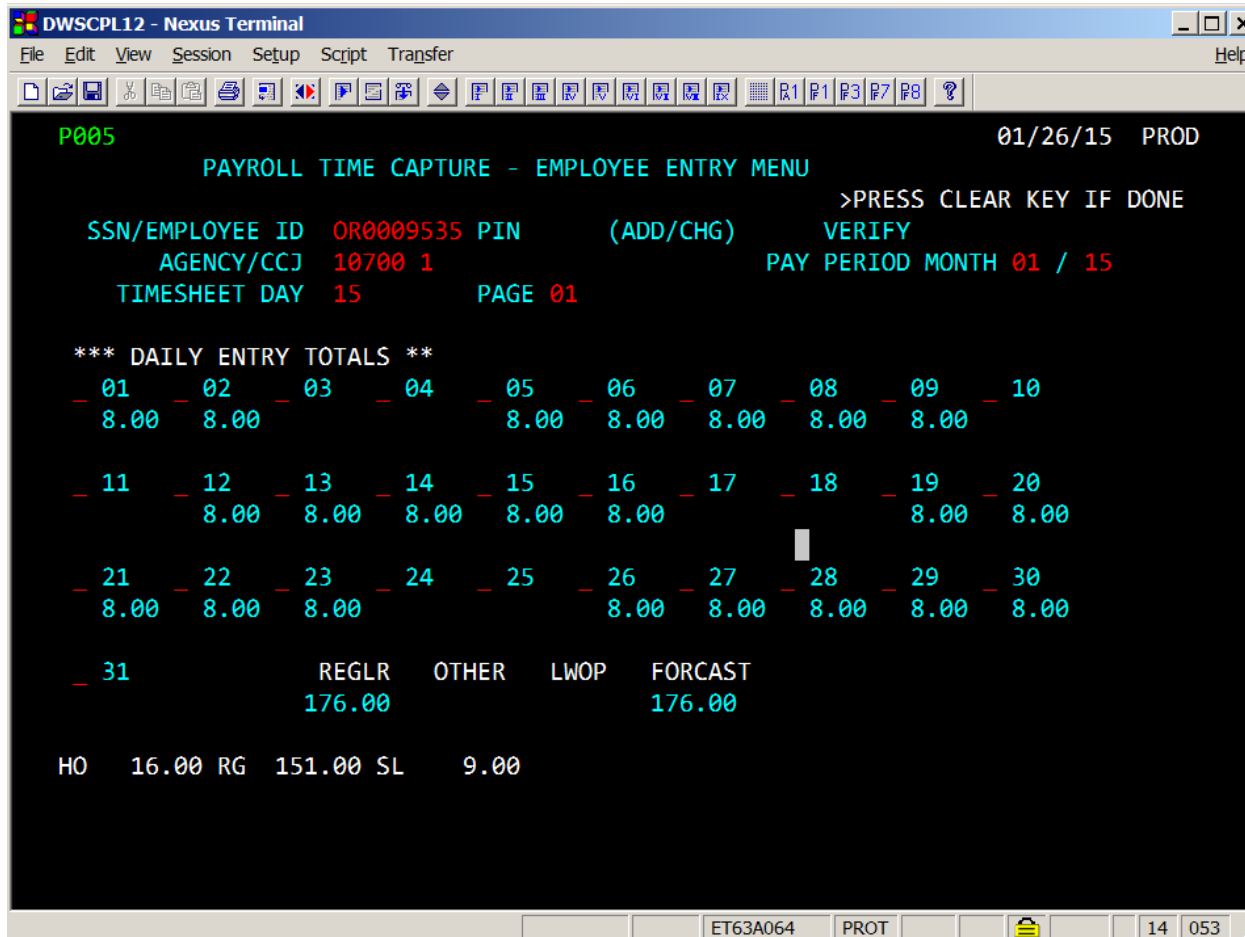 DWSCPL12 - Nexus Terminal
File Edit View Session Setup Script Transfer Help
P005 01/26/15 PROD
PAYROLL TIME CAPTURE - EMPLOYEE ENTRY MENU
>PRESS CLEAR KEY IF DONE
SSN/EMPLOYEE ID OR0009535 PIN (ADD/CHG) VERIFY
AGENCY/CCJ 10700 1 PAY PERIOD MONTH 01 / 15
TIMESHEET DAY 15 PAGE 01
*** DAILY ENTRY TOTALS **
_ 01 _ 02 _ 03 _ 04 _ 05 _ 06 _ 07 _ 08 _ 09 _ 10
8.00 8.00 8.00 8.00 8.00 8.00 8.00
_ 11 _ 12 _ 13 _ 14 _ 15 _ 16 _ 17 _ 18 _ 19 _ 20
8.00 8.00 8.00 8.00 8.00 8.00 8.00
_ 21 _ 22 _ 23 _ 24 _ 25 _ 26 _ 27 _ 28 _ 29 _ 30
8.00 8.00 8.00 8.00 8.00 8.00 8.00 8.00
_ 31 REGLR OTHER LWOP FORCAST
176.00 176.00
HO 16.00 RG 151.00 SL 9.00
ET63A064 PROT 14 053